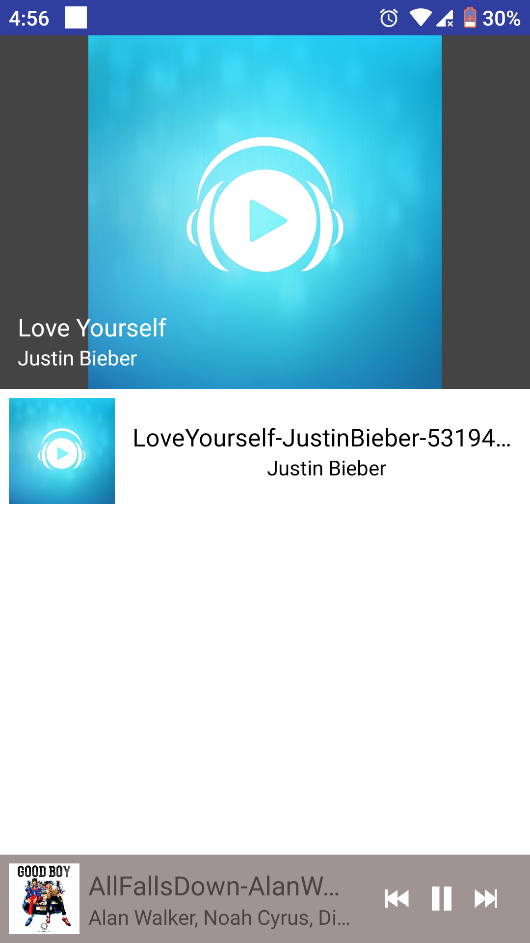 4:56
30%
Love Yourself
Justin Bieber
LoveYourself-JustinBieber-53194...
Justin Bieber
GOOD BOY
AllFallsDown-AlanW...
Alan Walker, Noah Cyrus, Di...